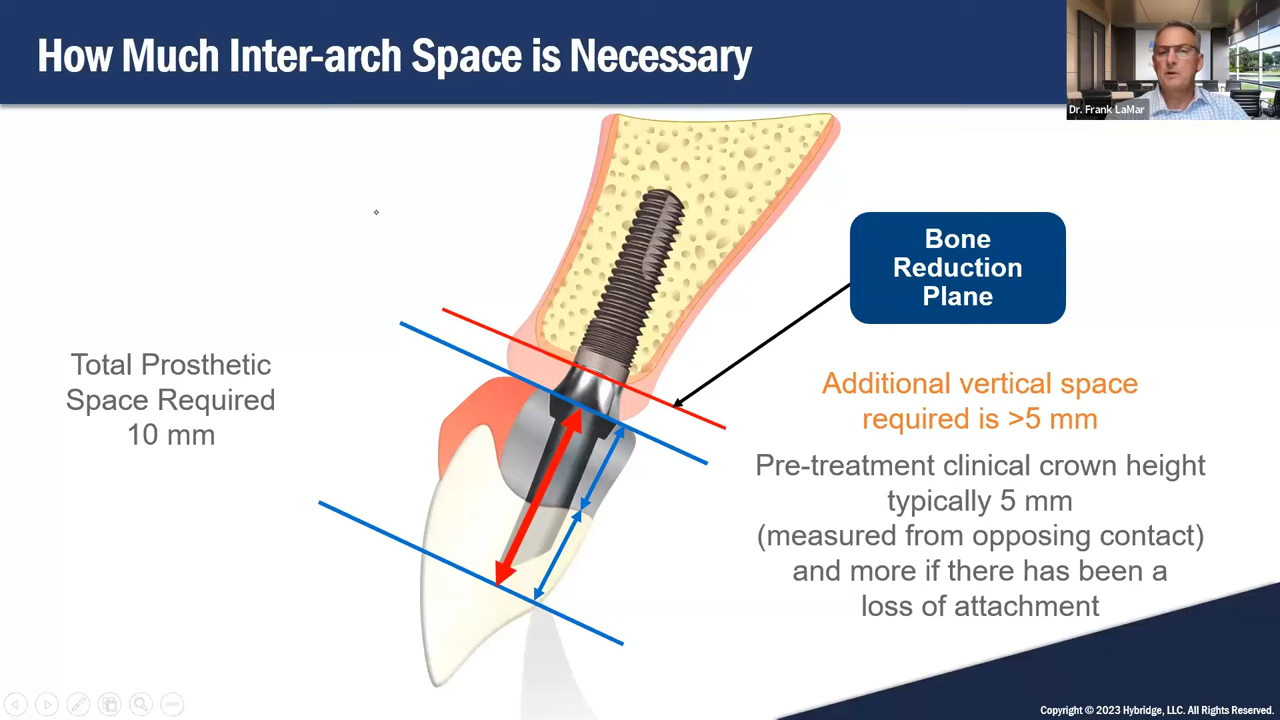 How Much Inter-arch Space is Necessary
Dr. Frank LaMar
Bone
Reduction
Plane
Total Prosthetic
Space Required
10 mm
Additional vertical space
required is >5 mm
Pre-treatment clinical crown height
typically 5 mm
(measured from opposing contact)
and more if there has been a
loss of attachment
Copyright © 2023 Hybridge, LLC. All Rights Reserved.